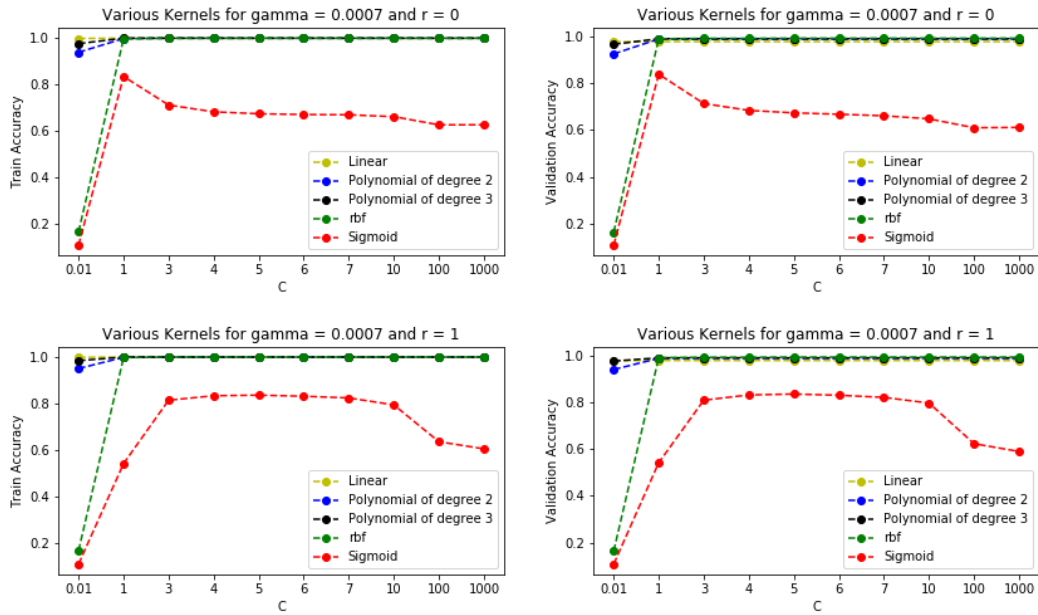 Various Kernels for gamma = 0.0007 and r = 0
Train Accuracy
1.0
0.8
0.6
0.4
0.2
Linear
Polynomial of degree 2
Polynomial of degree 3
rbf
Sigmoid
0.01 1 3 4 5 6 7 10 100 1000
C
Various Kernels for gamma = 0.0007 and r = 0
Validation Accuracy
1.0
0.8
0.6
0.4
0.2
Linear
Polynomial of degree 2
Polynomial of degree 3
rbf
Sigmoid
0.01 1 3 4 5 6 7 10 100 1000
C
Various Kernels for gamma = 0.0007 and r = 1
Train Accuracy
1.0
0.8
0.6
0.4
0.2
Linear
Polynomial of degree 2
Polynomial of degree 3
rbf
Sigmoid
0.01 1 3 4 5 6 7 10 100 1000
C
Various Kernels for gamma = 0.0007 and r = 1
Validation Accuracy
1.0
0.8
0.6
0.4
0.2
Linear
Polynomial of degree 2
Polynomial of degree 3
rbf
Sigmoid
0.01 1 3 4 5 6 7 10 100 1000
C